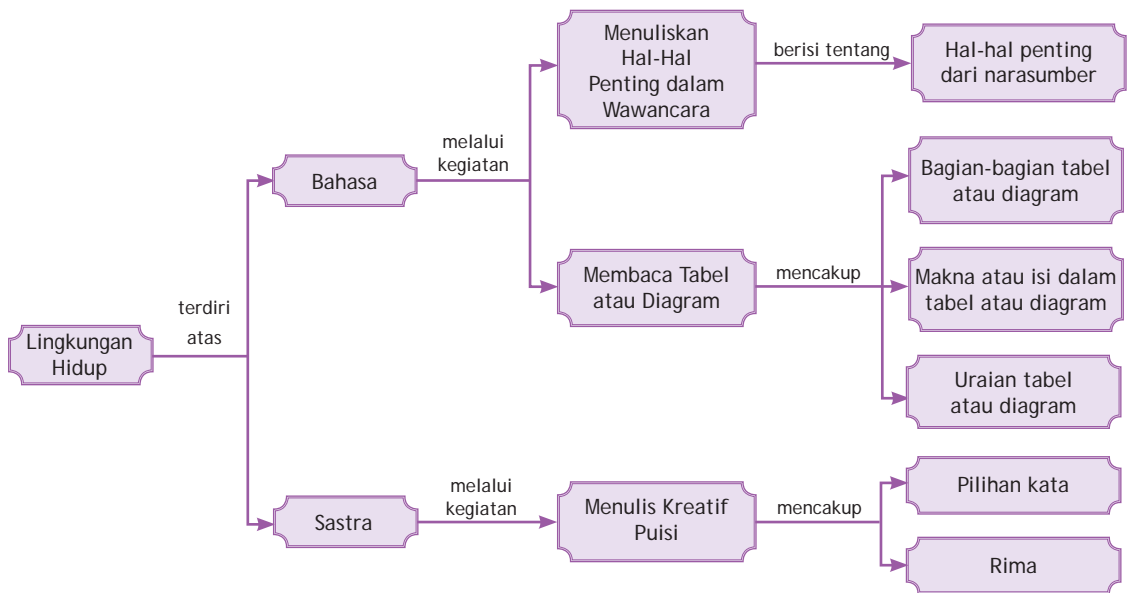 Lingkungan
Hidup
terdiri
atas
Bahasa
melalui
kegiatan
Menuliskan
Hal-Hal
Penting dalam
Wawancara
berisi tentang
Hal-hal penting
dari narasumber
Membaca Tabel
atau Diagram
mencakup
Bagian-bagian tabel
atau diagram
Makna atau isi dalam
tabel atau diagram
Uraian tabel
atau diagram
Sastra
melalui
kegiatan
Menulis Kreatif
Puisi
mencakup
Pilihan kata
Rima